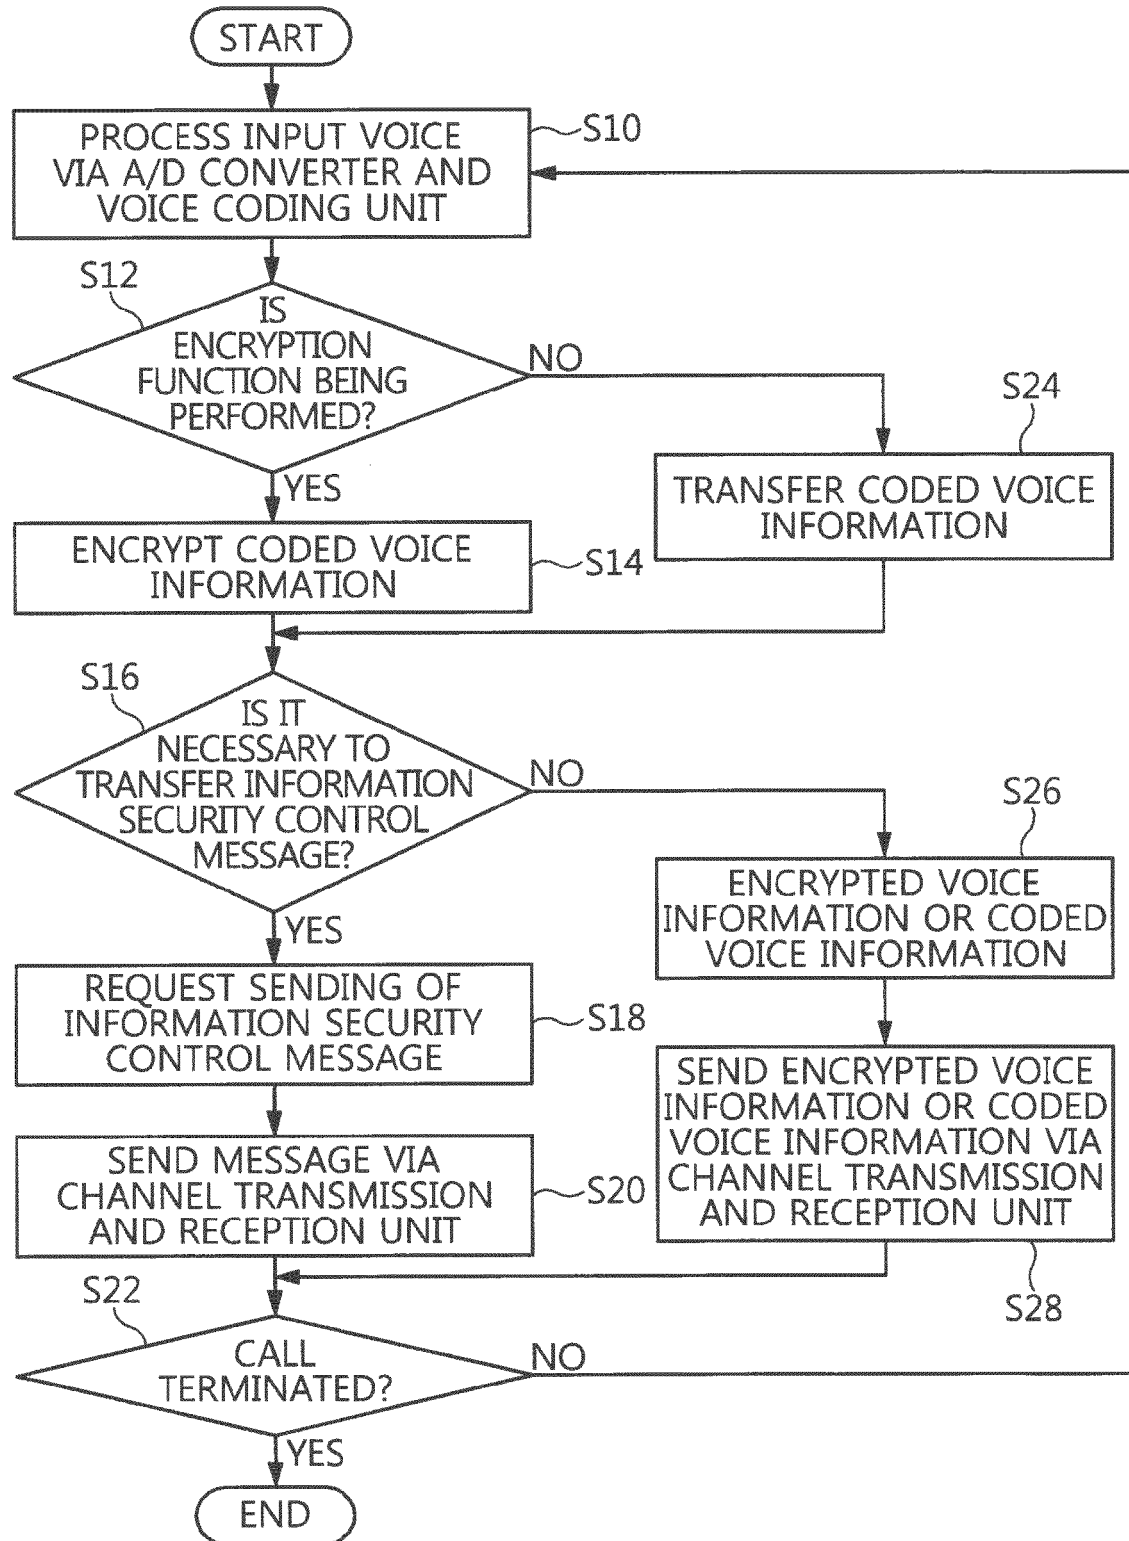 START
PROCESS INPUT VOICE
VIA A/D CONVERTER AND
VOICE CODING UNIT
S10
S12
IS
ENCRYPTION
FUNCTION BEING
PERFORMED?
NO
YES
S24
TRANSFER CODED VOICE
INFORMATION
ENCRYPT CODED VOICE
INFORMATION
S14
S16
IS IT
NECESSARY TO
TRANSFER INFORMATION
SECURITY CONTROL
MESSAGE?
NO
YES
S26
ENCRYPTED VOICE
INFORMATION OR CODED
VOICE INFORMATION
REQUEST SENDING OF
INFORMATION SECURITY
CONTROL MESSAGE
S18
SEND ENCRYPTED VOICE
INFORMATION OR CODED
VOICE INFORMATION VIA
CHANNEL TRANSMISSION
AND RECEPTION UNIT
S28
SEND MESSAGE VIA
CHANNEL TRANSMISSION
AND RECEPTION UNIT
S20
S22
CALL
TERMINATED?
NO
YES
END